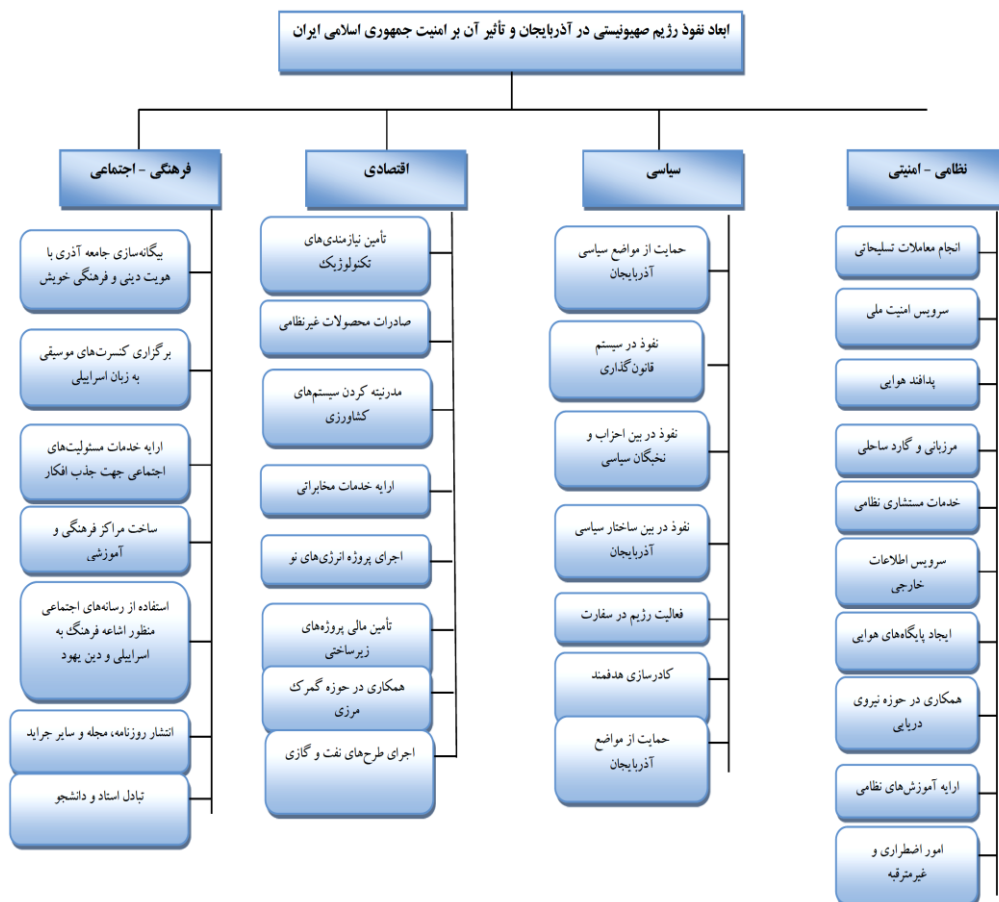 ابعاد نفوذ رژیم صهیونیستی در آذربایجان و تأثیر آن بر امنیت جمهوری اسلامی ایران
نظامی - امنیتی
انجام معاملات تسلیحاتی
سرویس امنیت ملی
پدافند هوایی
مرزبانی و گارد ساحلی
خدمات مستشاری نظامی
سرویس اطلاعات
خارجی
ایجاد پایگاه‌های هوایی
همکاری در حوزه نیروی
دریایی
ارایه آموزش‌های نظامی
امور اضطراری و
غیرمترقبه
سیاسی
حمایت از مواضع سیاسی
آذربایجان
نفوذ در سیستم
قانون‌گذاری
نفوذ در بین احزاب و
نخبگان سیاسی
نفوذ در بین ساختار سیاسی
آذربایجان
فعالیت رژیم در سفارت
کادرسازی هدفمند
حمایت از مواضع
آذربایجان
اقتصادی
تأمین نیازمندی‌های
تکنولوژیک
صادرات محصولات غیرنظامی
مدرنیته کردن سیستم‌های
کشاورزی
ارایه خدمات مخابراتی
اجرای پروژه انرژی‌های نو
تأمین مالی پروژه‌های
زیرساختی
همکاری در حوزه گمرک
مرزی
اجرای طرح‌های نفت و گازی
فرهنگی - اجتماعی
بیگانه‌سازی جامعه آذری با
هویت دینی و فرهنگی خویش
برگزاری کنسرت‌های موسیقی
به زبان اسراییلی
ارایه خدمات مسئولیت‌های
اجتماعی جهت جذب افکار
ساخت مراکز فرهنگی و
آموزشی
استفاده از رسانه‌های اجتماعی
منظور اشاعه فرهنگ به
اسراییلی و دین یهود
انتشار روزنامه، مجله و سایر جراید
تبادل استاد و دانشجو